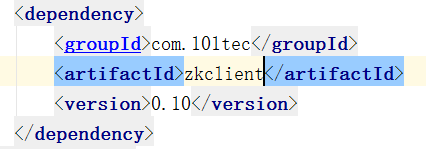 <dependency>
<groupId>com.101tec</groupId>
<artifactId>zkclient</artifactId>
<version>0.10</version>
</dependency>